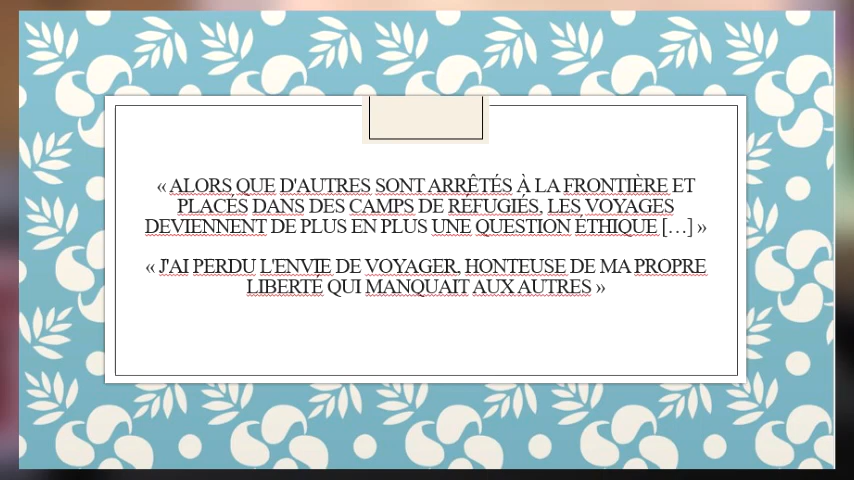 « ALORS QUE D'AUTRES SONT ARRÊTÉS À LA FRONTIÈRE ET
PLACÉS DANS DES CAMPS DE RÉFUGIÉS, LES VOYAGES
DEVIENNENT DE PLUS EN PLUS UNE QUESTION ÉTHIQUE […] »
« J'AI PERDU L'ENVIE DE VOYAGER, HONTEUSE DE MA PROPRE
LIBERTÉ QUI MANQUAIT AUX AUTRES »